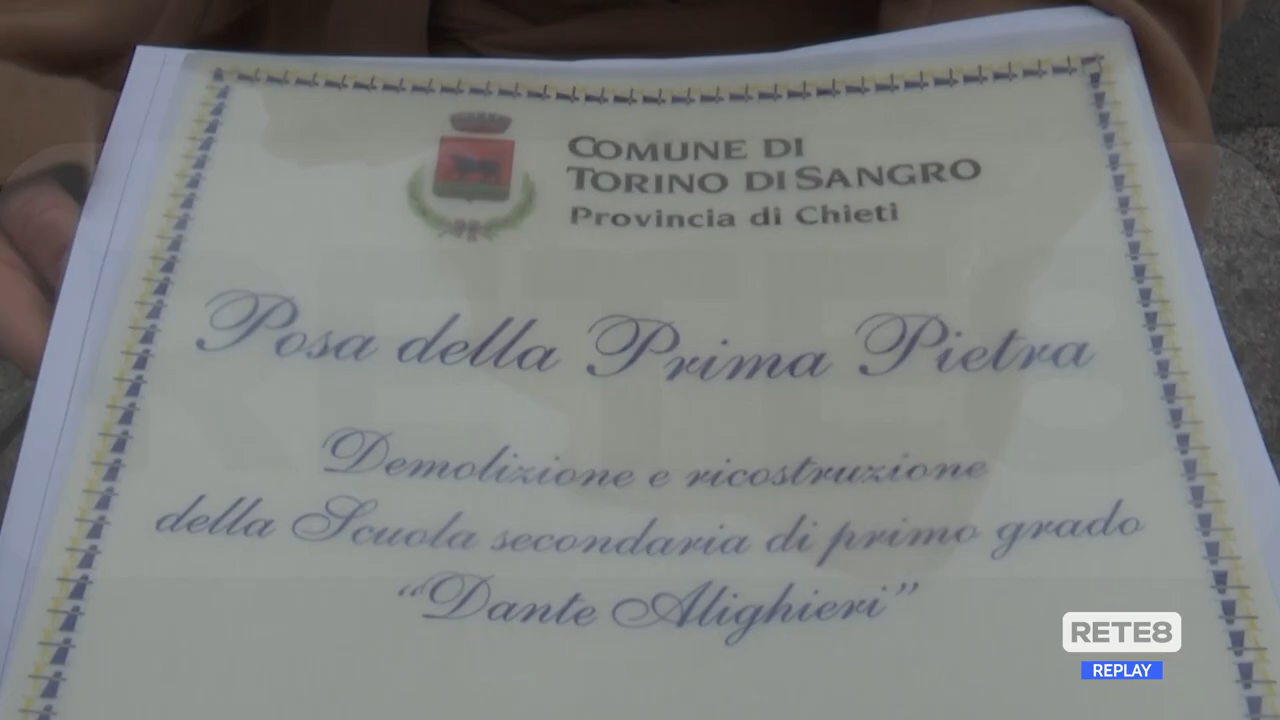 COMUNE DI
TORINO DI SANGRO
Provincia di Chieti
Posa della Prima Pietra
Demolizione e ricostruzione
della Scuola secondaria di primo grado
“Dante Alighieri”
RETE8
REPLAY